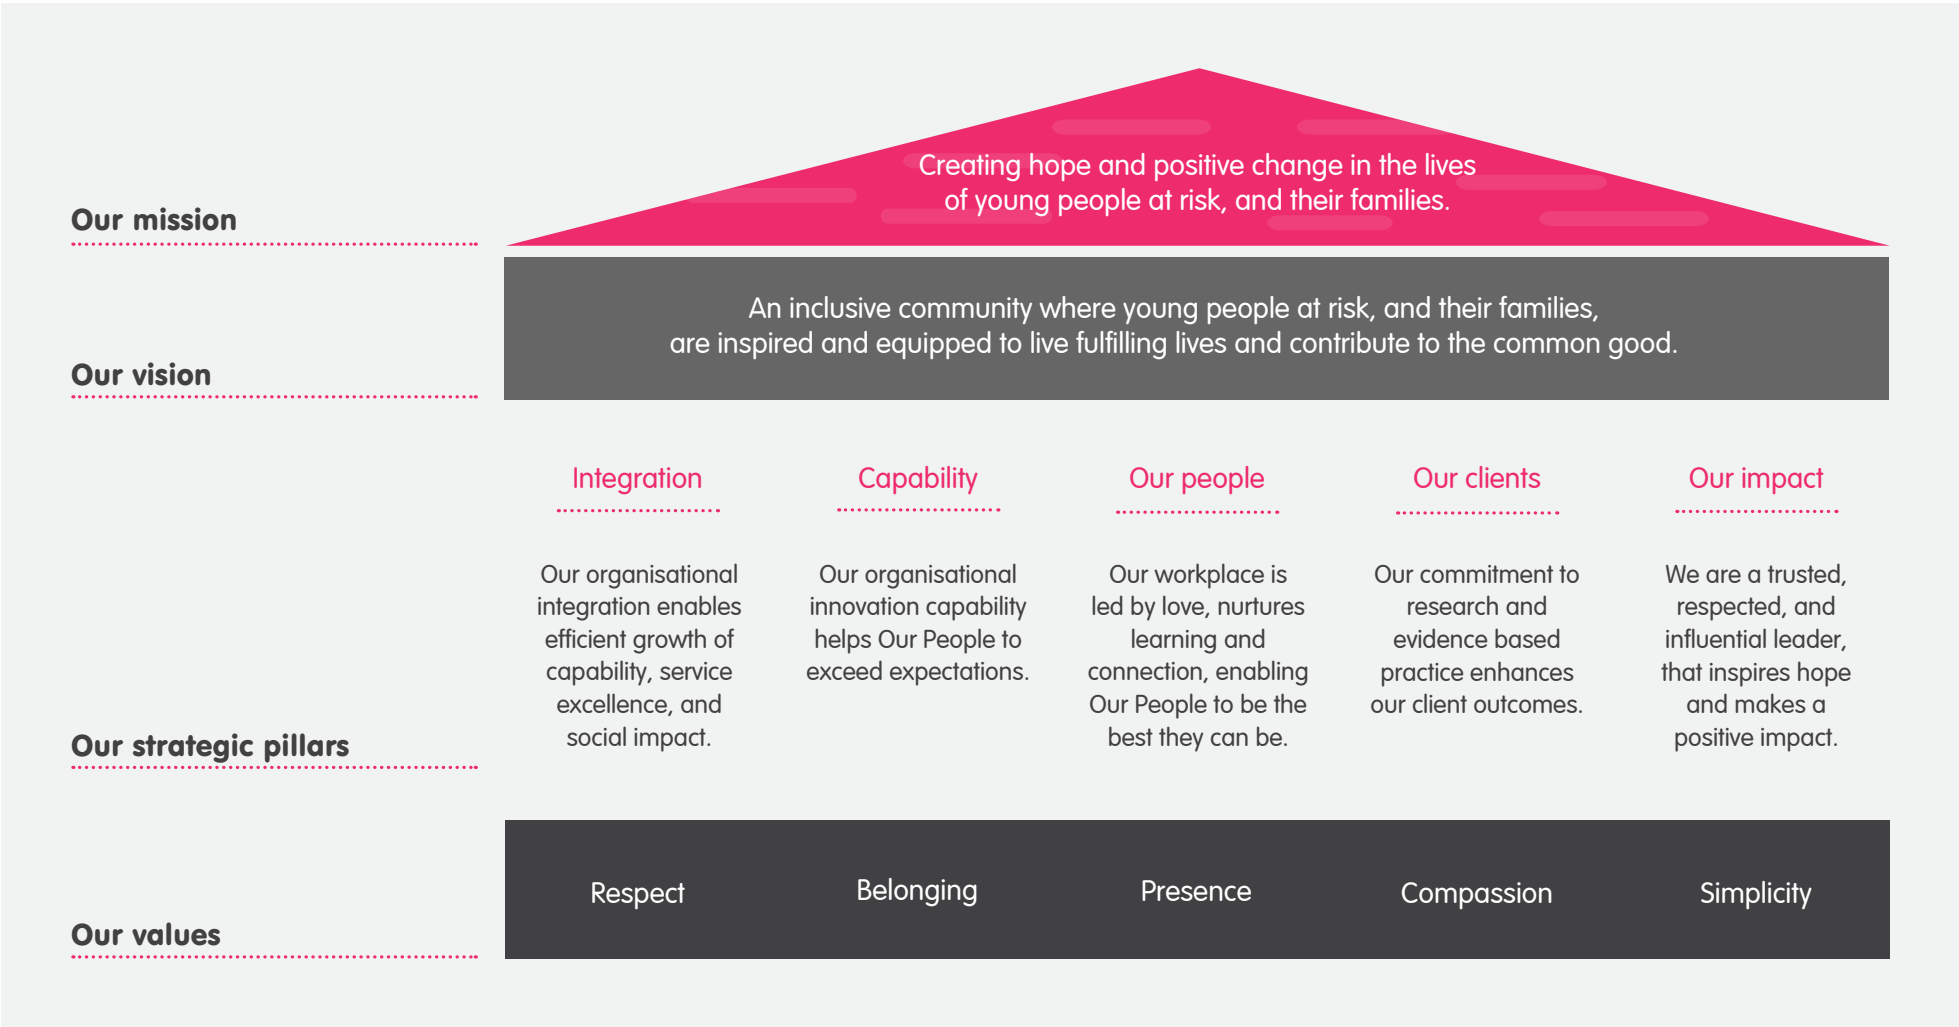 Creating hope and positive change in the lives
of young people at risk, and their families.
Our mission
An inclusive community where young people at risk, and their families,
are inspired and equipped to live fulfilling lives and contribute to the common good.
Our vision
Integration
Our organisational
integration enables
efficient growth of
capability, service
excellence, and
social impact.
Capability
Our organisational
innovation capability
helps Our People to
exceed expectations.
Our people
Our workplace is
led by love, nurtures
learning and
connection, enabling
Our People to be the
best they can be.
Our clients
Our commitment to
research and
evidence based
practice enhances
our client outcomes.
Our impact
We are a trusted,
respected, and
influential leader,
that inspires hope
and makes a
positive impact.
Our strategic pillars
Respect
Belonging
Presence
Compassion
Simplicity
Our values